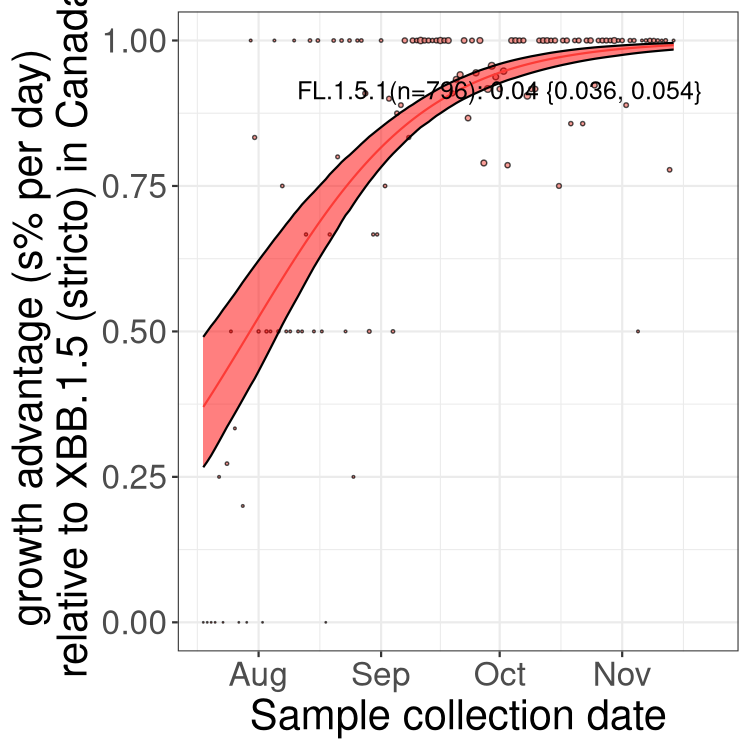 growth advantage (s% per day)
relative to XBB.1.5 (stricto) in Canada
1.00
0.75
0.50
0.25
0.00
FL.1.5.1(n=796): 0.04 {0.036, 0.054}
Aug Sep Oct Nov
Sample collection date